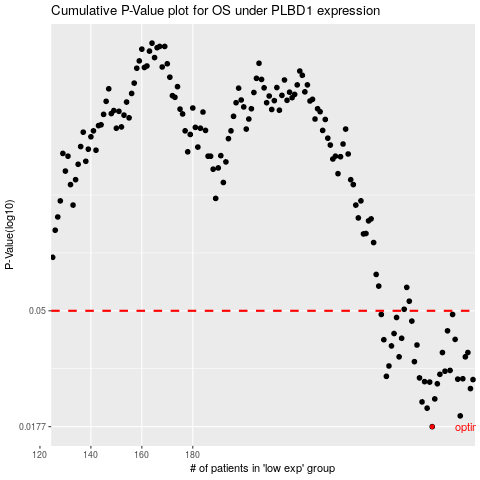 Cumulative P-Value plot for OS under PLBD1 expression
P-Value(log10)
0.05
0.0177
optir
120 140 160 180
# of patients in 'low exp' group